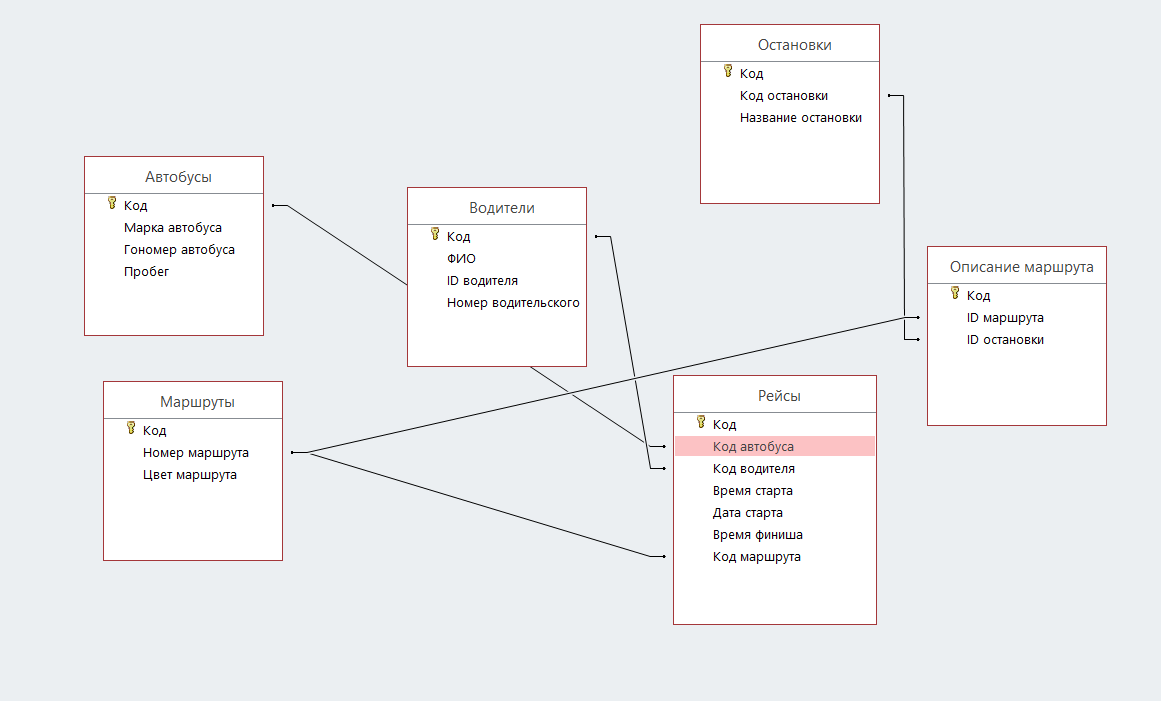 Остановки
Код
Код остановки
Название остановки
Автобусы
Код
Марка автобуса
Гономер автобуса
Пробег
Водители
Код
ФИО
ID водителя
Номер водительского
Описание маршрута
Код
ID маршрута
ID остановки
Маршруты
Код
Номер маршрута
Цвет маршрута
Рейсы
Код
Код автобуса
Код водителя
Время старта
Дата старта
Время финиша
Код маршрута